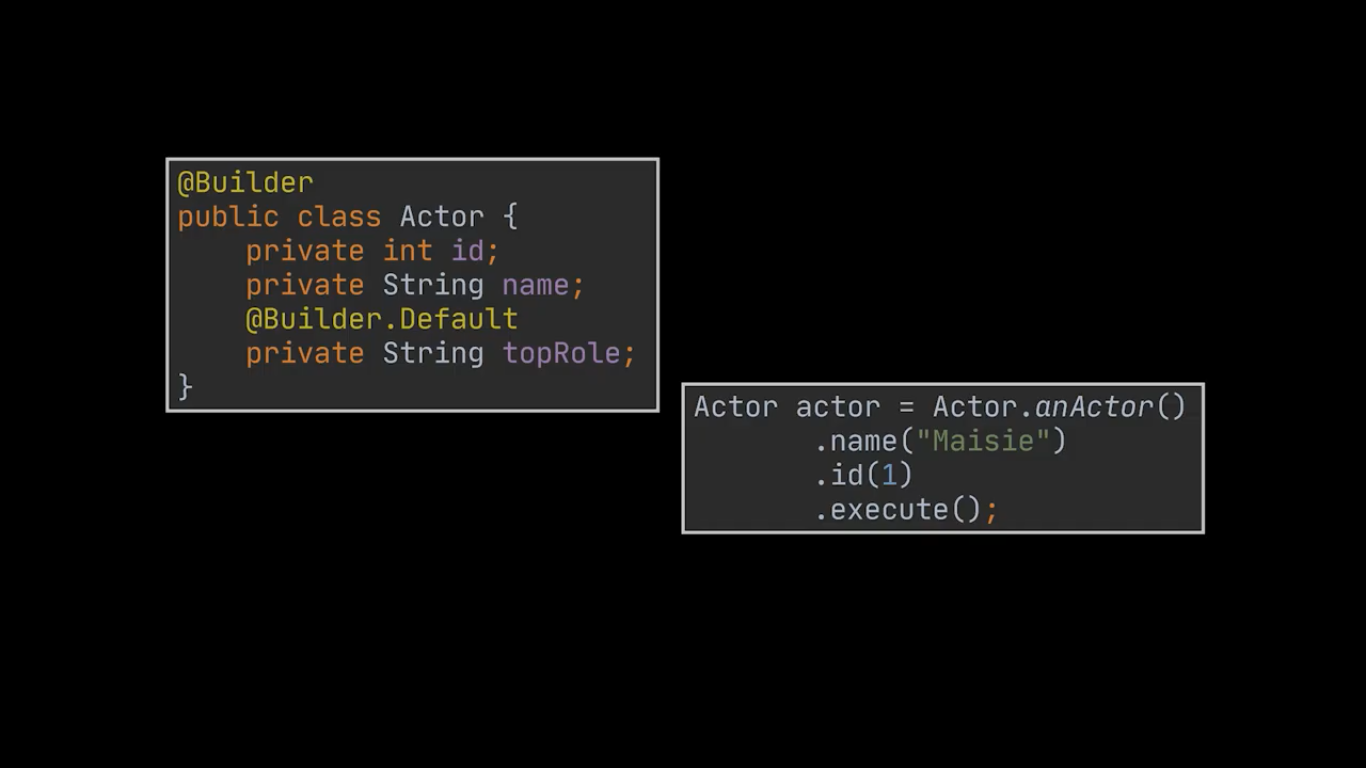 @Builder
public class Actor {
    private int id;
    private String name;
    @Builder.Default
    private String topRole;
}
Actor actor = Actor.anActor()
        .name("Maisie")
        .id(1)
        .execute();